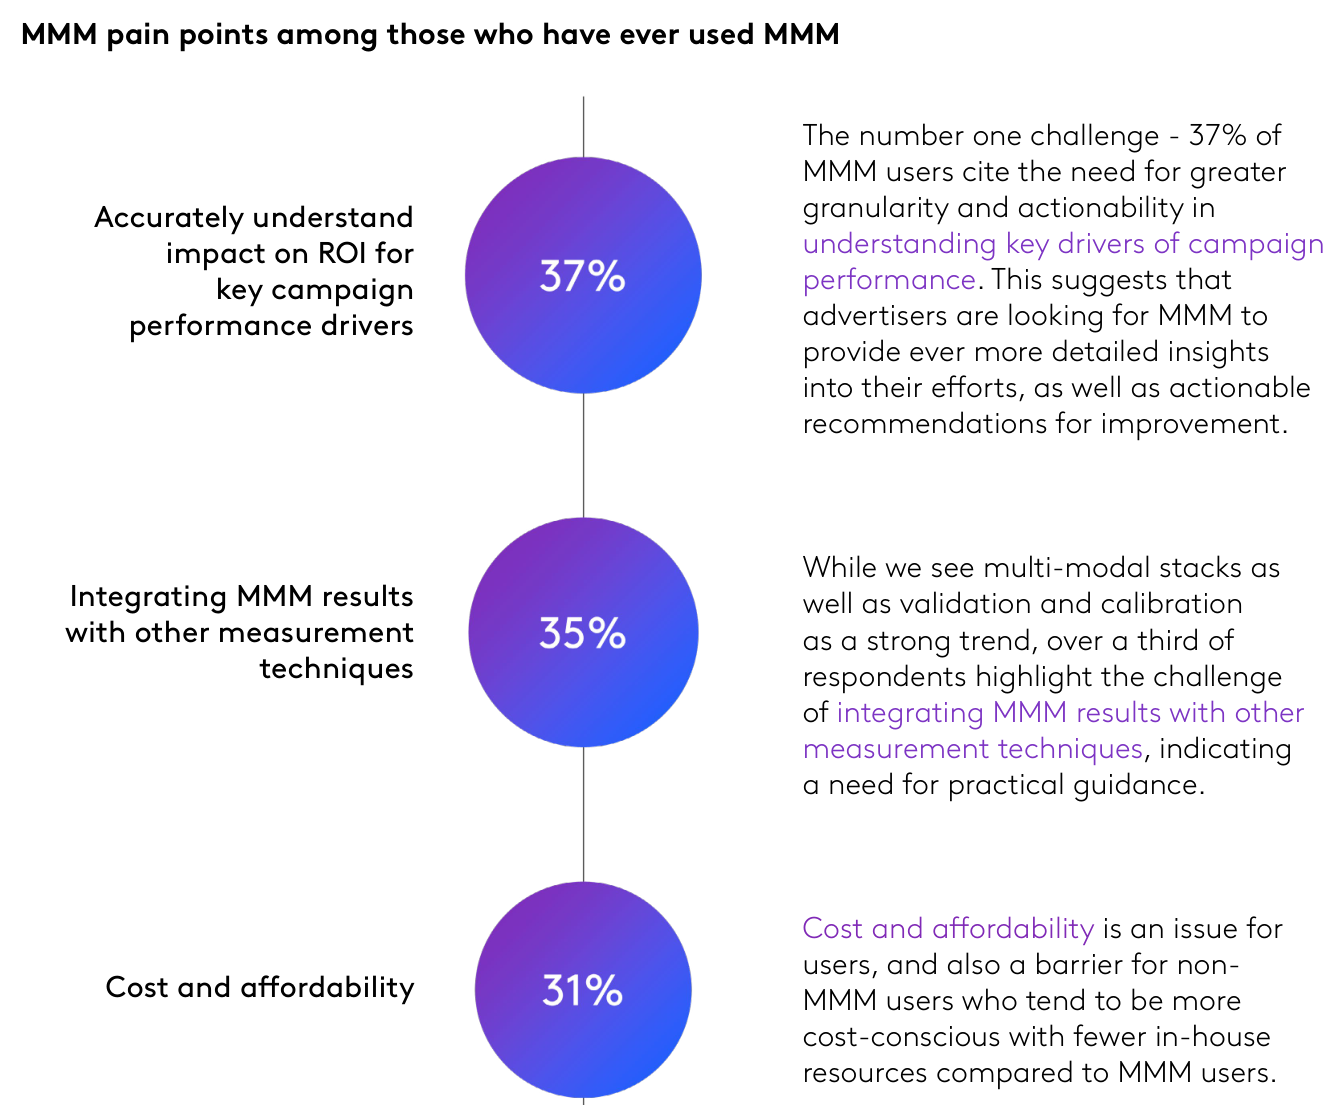 MMM pain points among those who have ever used MMM
Accurately understand
impact on ROI for
key campaign
performance drivers
37%
The number one challenge - 37% of
MMM users cite the need for greater
granularity and actionability in
understanding key drivers of campaign
performance. This suggests that
advertisers are looking for MMM to
provide ever more detailed insights
into their efforts, as well as actionable
recommendations for improvement.
Integrating MMM results
with other measurement
techniques
35%
While we see multi-modal stacks as
well as validation and calibration
as a strong trend, over a third of
respondents highlight the challenge
of integrating MMM results with other
measurement techniques, indicating
a need for practical guidance.
Cost and affordability
31%
Cost and affordability is an issue for
users, and also a barrier for non-
MMM users who tend to be more
cost-conscious with fewer in-house
resources compared to MMM users.